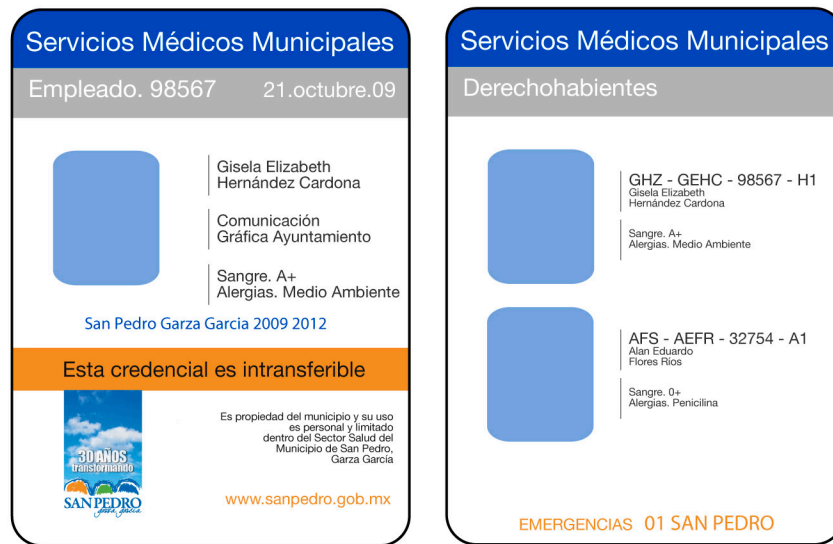 Servicios Médicos Municipales
Empleado. 98567 21.octubre.09
Gisela Elizabeth
Hernández Cardona
Comunicación
Gráfica Ayuntamiento
Sangre. A+
Alergias. Medio Ambiente
San Pedro Garza Garcia 2009 2012
Esta credencial es intransferible
30 AÑOS
transformando
SAN PEDRO
garza garcía
Es propiedad del municipio y su uso
es personal y limitado
dentro del Sector Salud del
Municipio de San Pedro,
Garza García
www.sanpedro.gob.mx
Servicios Médicos Municipales
Derechohabientes
GHZ - GEHC - 98567 - H1
Gisela Elizabeth
Hernández Cardona
Sangre. A+
Alergias. Medio Ambiente
AFS - AEFR - 32754 - A1
Alan Eduardo
Flores Ríos
Sangre. 0+
Alergias. Penicilina
EMERGENCIAS 01 SAN PEDRO